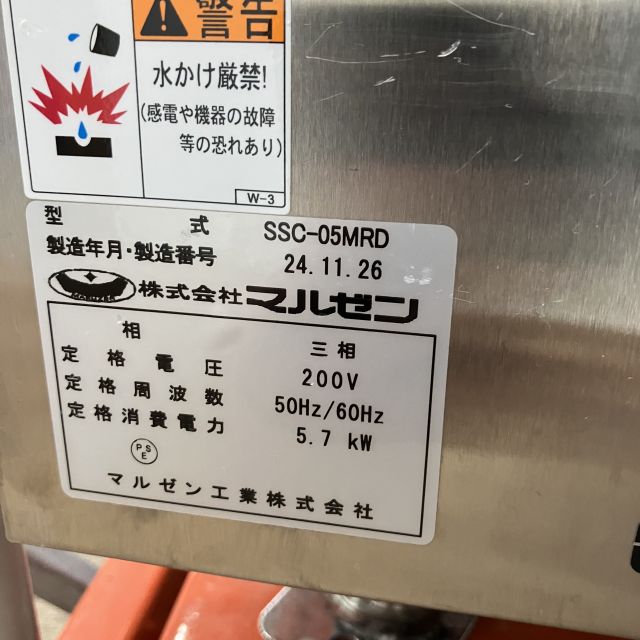 警告
水かけ厳禁!
(感電や機器の故障
等の恐れあり)
W-3
型 式 SSC-05MRD
製造年月・製造番号 24.11.26
MARUZEN 株式会社マルゼン
相 三相
定格電圧 200V
定格周波数 50Hz/60Hz
定格消費電力 5.7 kW
PSE
マルゼン工業株式会社